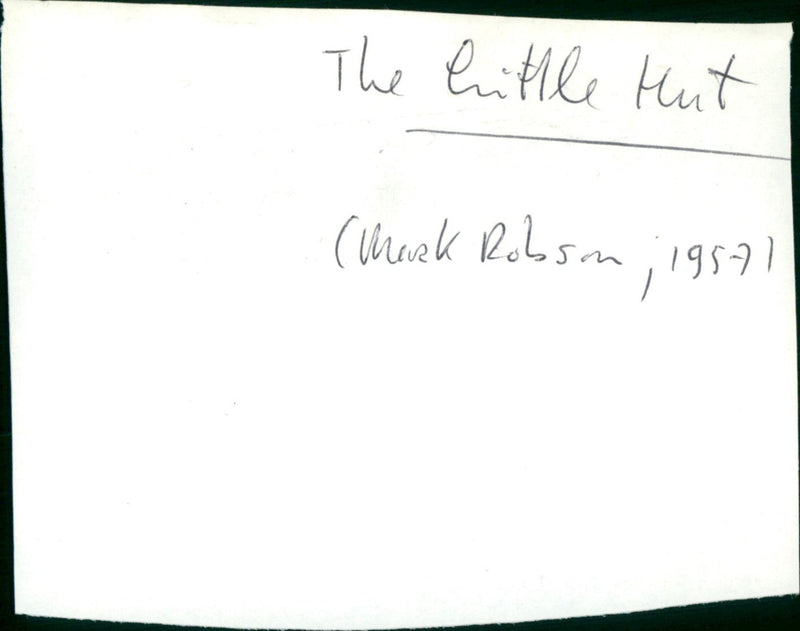 The Little Hut
(Mark Robson; 1957)